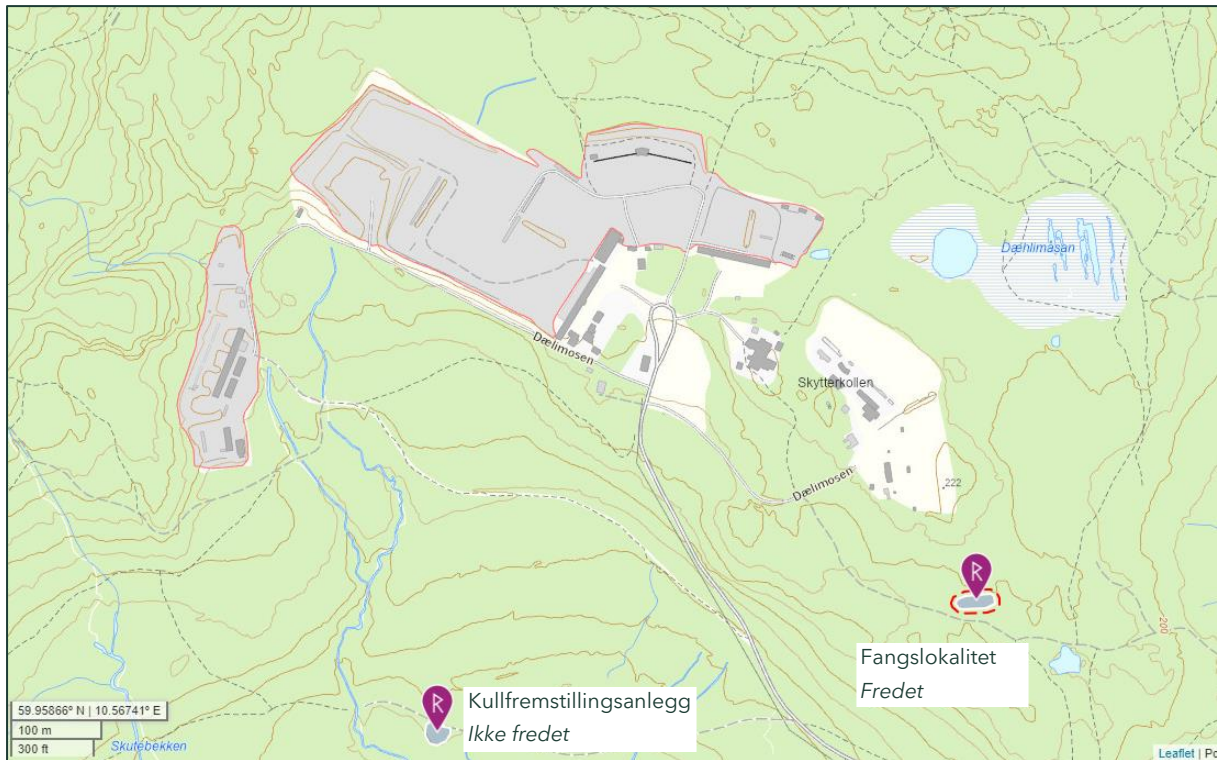 Dæhlimåsan
Dælimosen
Skytterkollen
Dælimosen
222
200
Fangslokalitet
Fredet
Kullfremstillingsanlegg
Ikke fredet
59.95866° N | 10.56741° E
100 m
300 ft
Skutebekken
Leaflet | Po